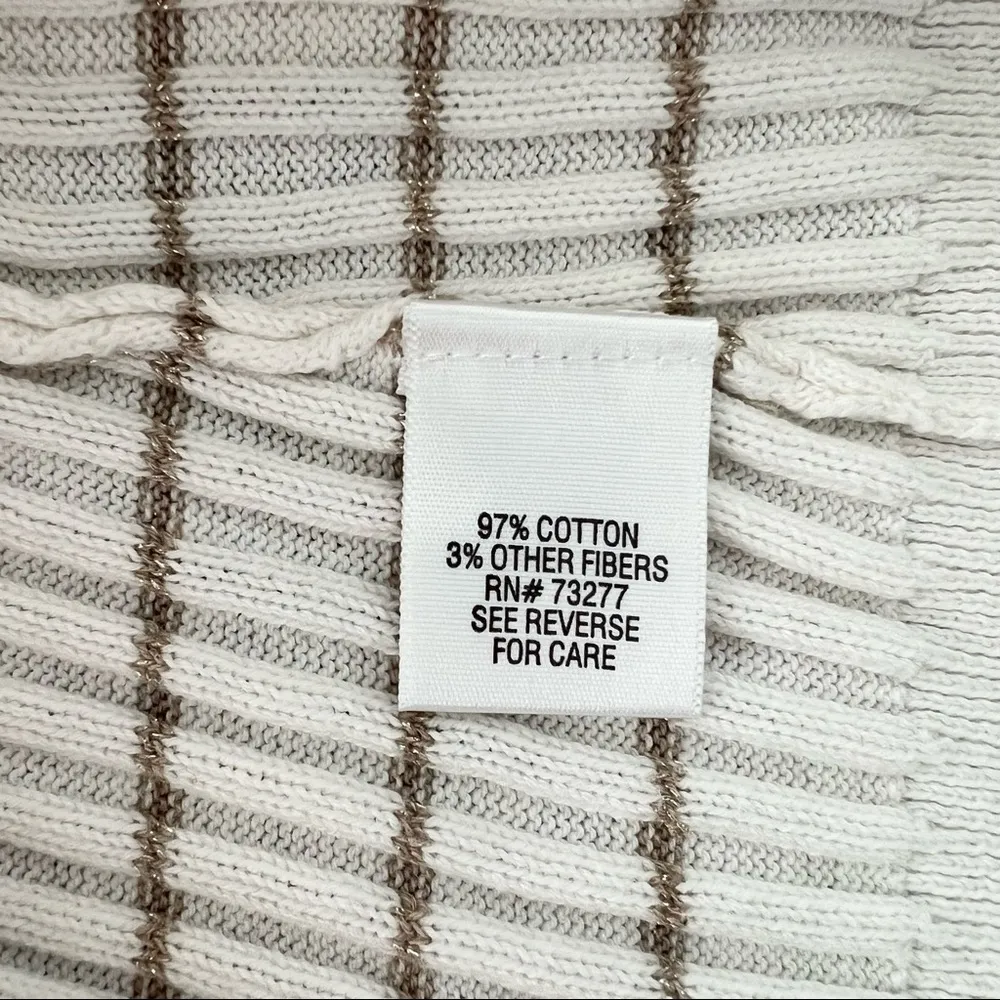 97% COTTON
3% OTHER FIBERS
RN# 73277
SEE REVERSE
FOR CARE